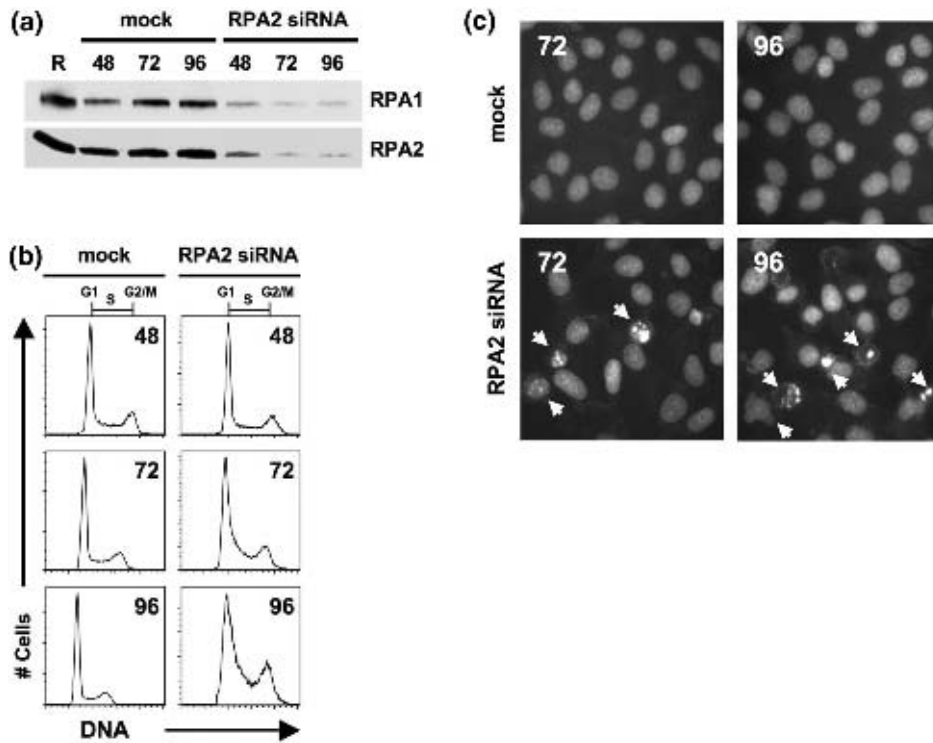 (a)
mock RPA2 siRNA
R 48 72 96 48 72 96
RPA1
RPA2
(b)
mock RPA2 siRNA
G1 S G2/M G1 S G2/M
48 48
72 72
96 96
# Cells
DNA
(c)
mock
72 96
RPA2 siRNA
72 96